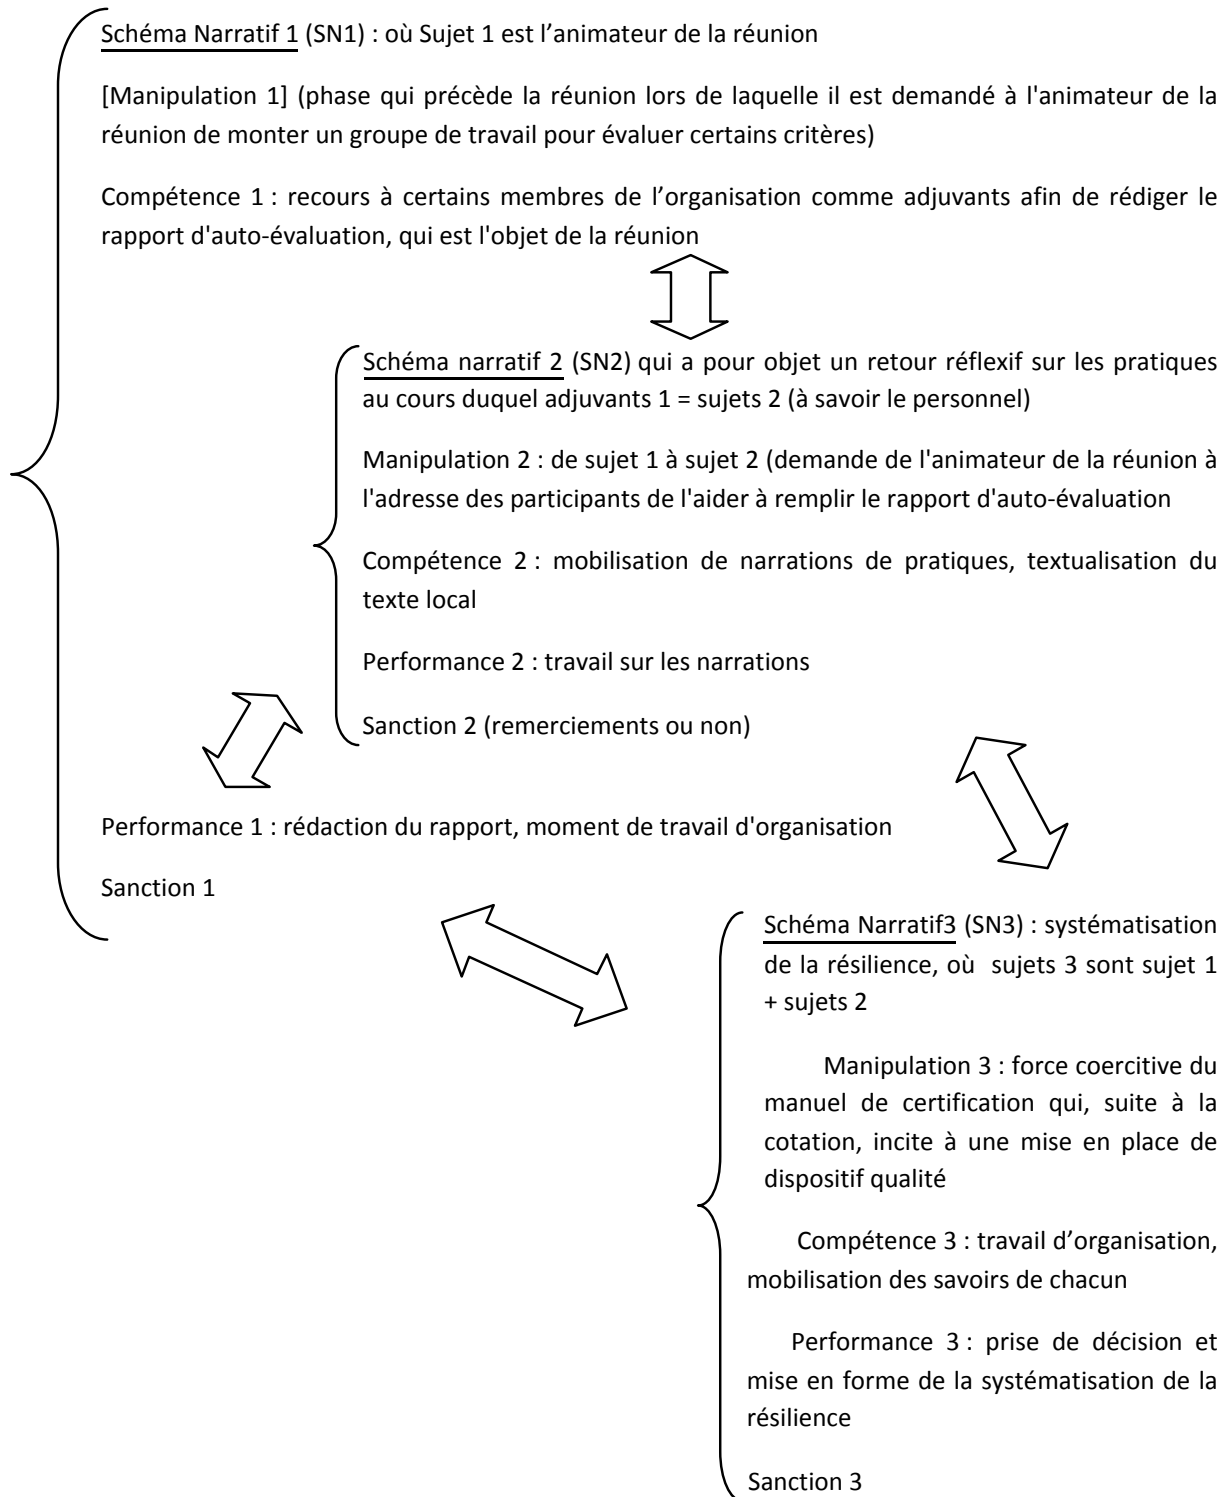 Schéma Narratif 1 (SN1) : où Sujet 1 est l’animateur de la réunion
[Manipulation 1] (phase qui précède la réunion lors de laquelle il est demandé à l'animateur de la
réunion de monter un groupe de travail pour évaluer certains critères)
Compétence 1 : recours à certains membres de l’organisation comme adjuvants afin de rédiger le
rapport d'auto-évaluation, qui est l'objet de la réunion
Schéma narratif 2 (SN2) qui a pour objet un retour réflexif sur les pratiques
au cours duquel adjuvants 1 = sujets 2 (à savoir le personnel)
Manipulation 2 : de sujet 1 à sujet 2 (demande de l'animateur de la réunion à
l'adresse des participants de l'aider à remplir le rapport d'auto-évaluation
Compétence 2 : mobilisation de narrations de pratiques, textualisation du
texte local
Performance 2 : travail sur les narrations
Sanction 2 (remerciements ou non)
Performance 1 : rédaction du rapport, moment de travail d'organisation
Sanction 1
Schéma Narratif3 (SN3) : systématisation
de la résilience, où sujets 3 sont sujet 1
+ sujets 2
Manipulation 3 : force coercitive du
manuel de certification qui, suite à la
cotation, incite à une mise en place de
dispositif qualité
Compétence 3 : travail d’organisation,
mobilisation des savoirs de chacun
Performance 3 : prise de décision et
mise en forme de la systématisation de la
résilience
Sanction 3